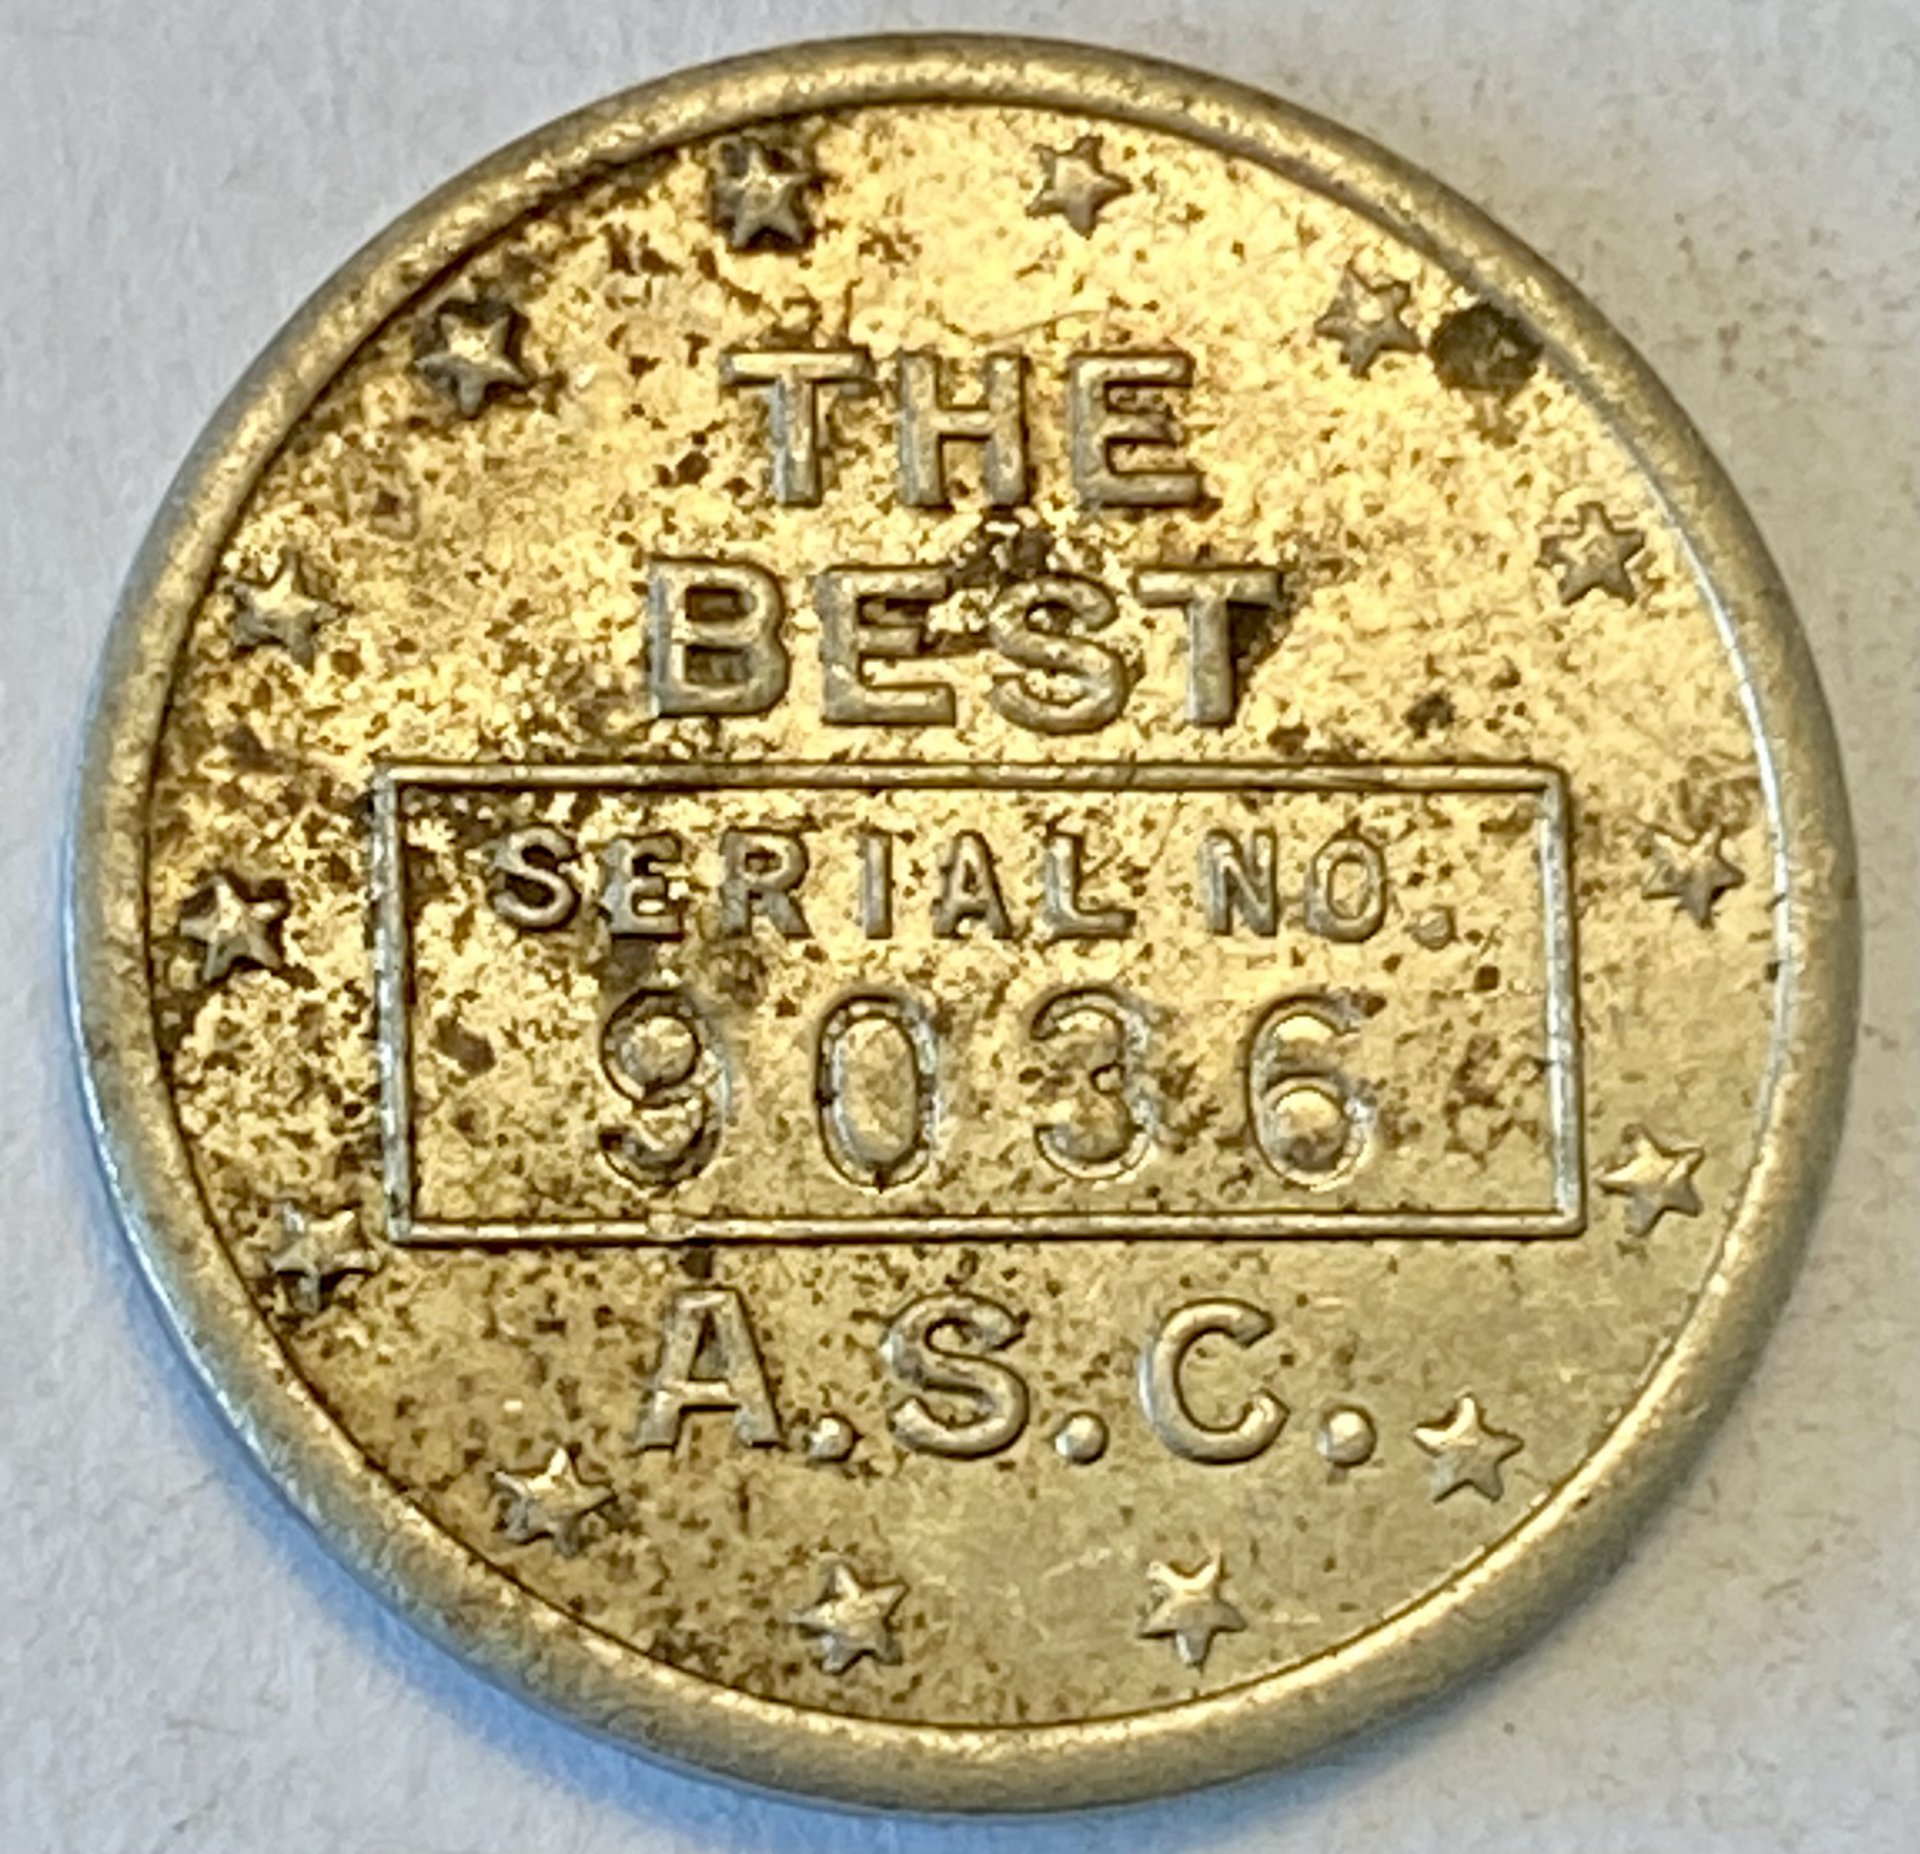 THE
BEST
SERIAL NO.
9036
A.S.C.